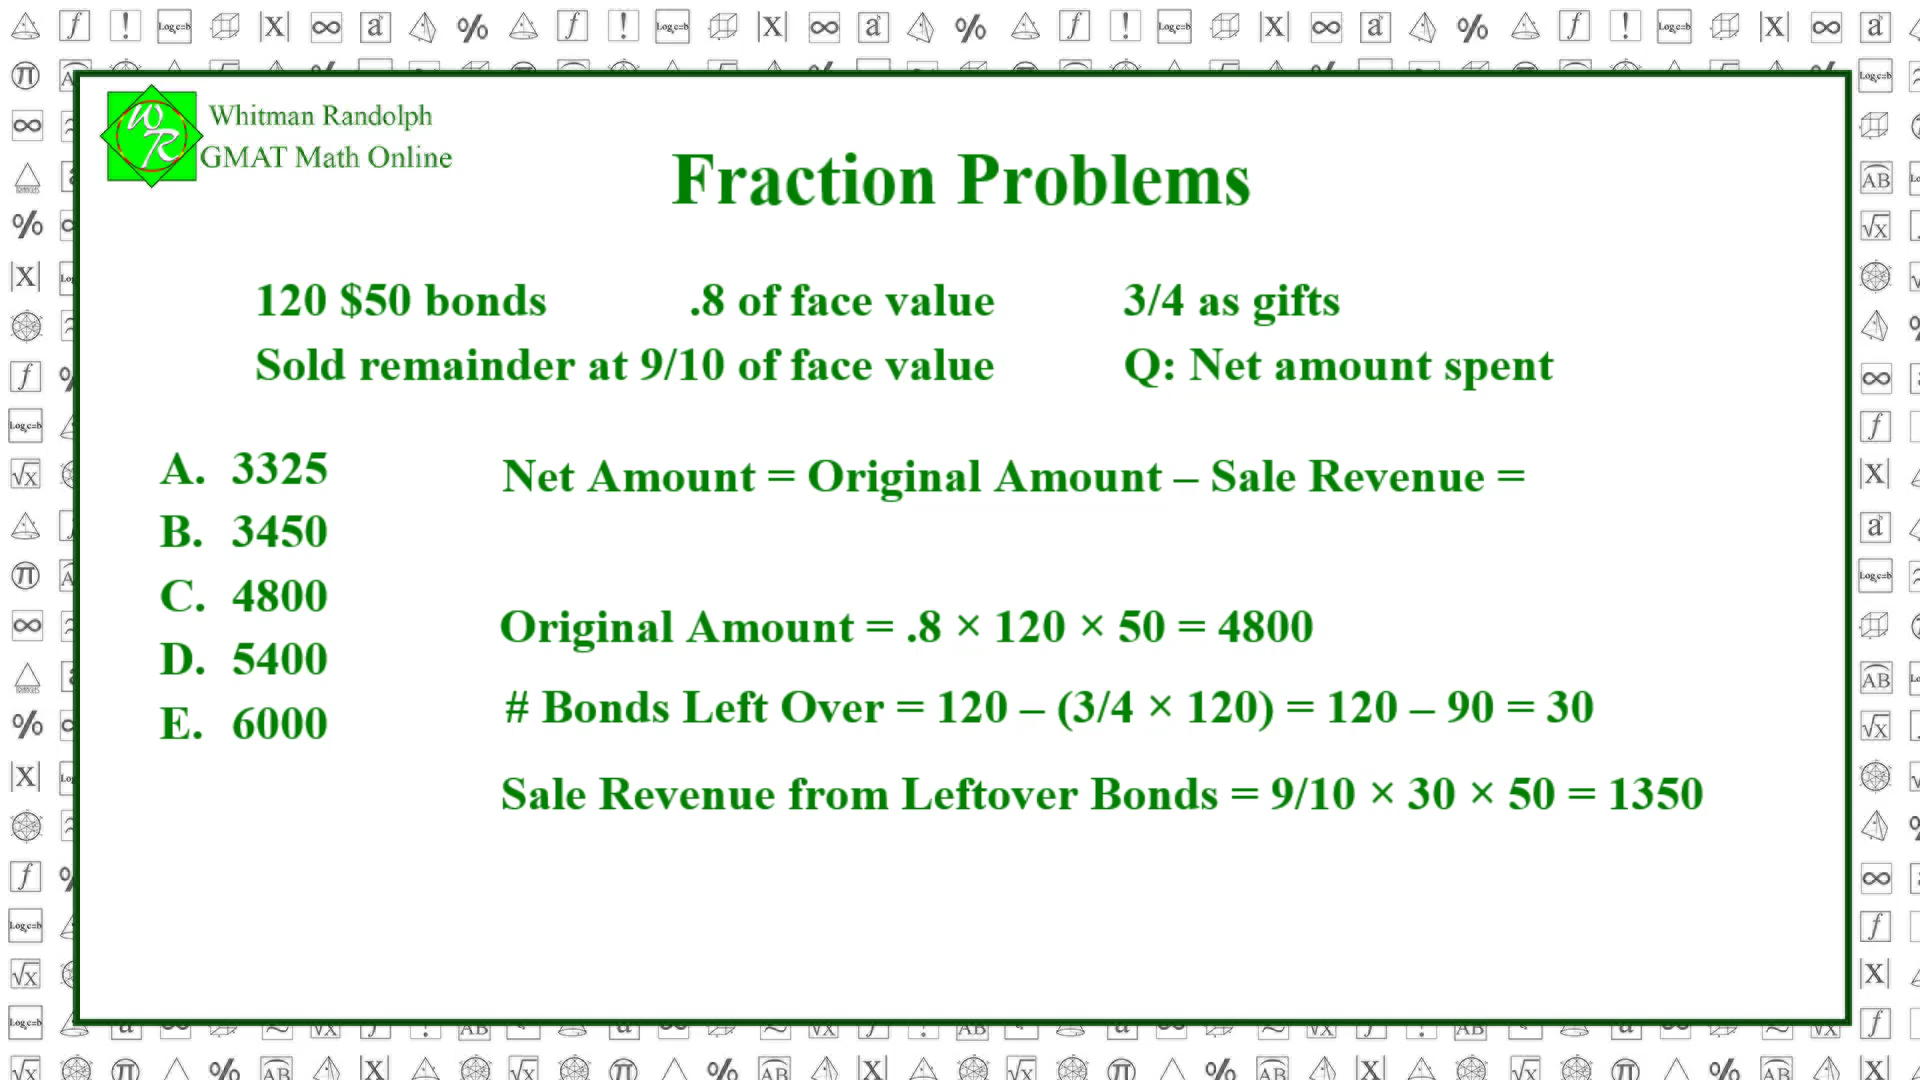 Whitman Randolph
GMAT Math Online
Fraction Problems
120 $50 bonds .8 of face value 3/4 as gifts
Sold remainder at 9/10 of face value Q: Net amount spent
A. 3325
B. 3450
C. 4800
D. 5400
E. 6000
Net Amount = Original Amount – Sale Revenue =
Original Amount = .8 × 120 × 50 = 4800
# Bonds Left Over = 120 – (3/4 × 120) = 120 – 90 = 30
Sale Revenue from Leftover Bonds = 9/10 × 30 × 50 = 1350